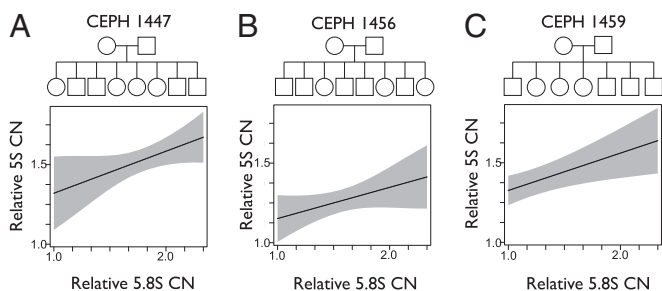 A
CEPH 1447
Relative 5S CN
1.5
1.0
1.0 2.0
Relative 5.8S CN
B
CEPH 1456
Relative 5S CN
1.5
1.0
1.0 2.0
Relative 5.8S CN
C
CEPH 1459
Relative 5S CN
1.5
1.0
1.0 2.0
Relative 5.8S CN